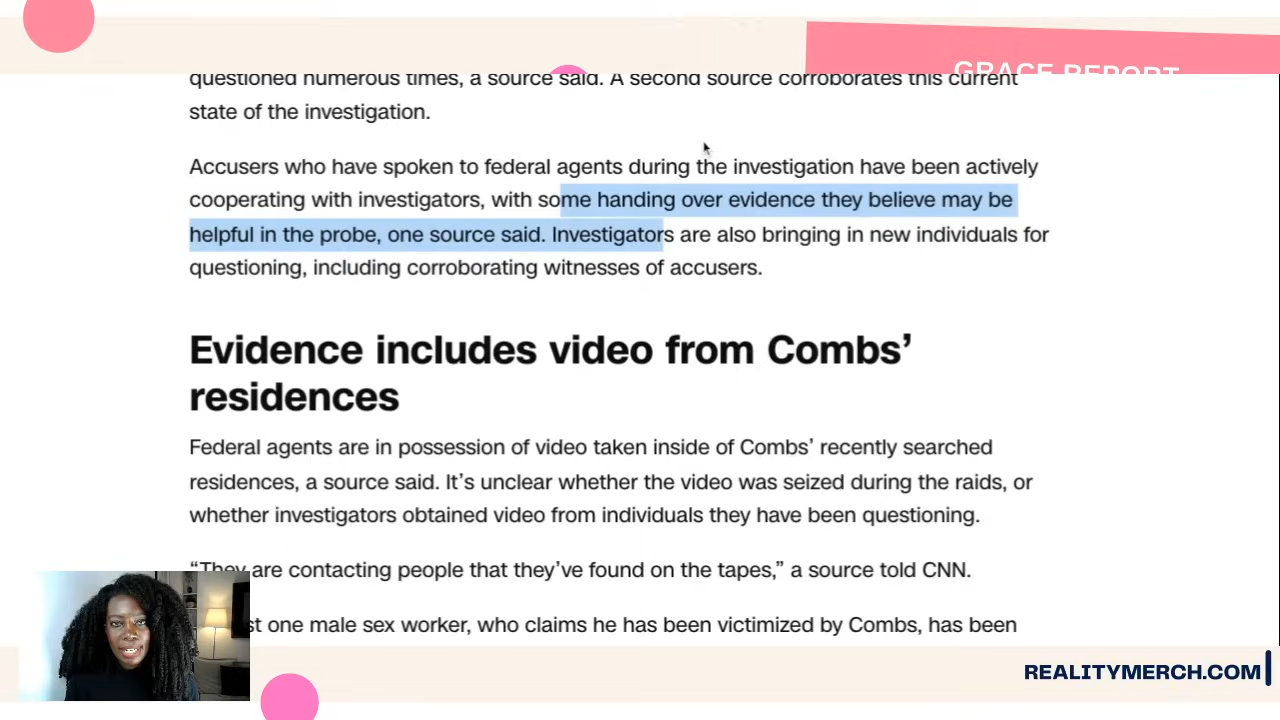 GRACE REPORT
questioned numerous times, a source said. A second source corroborates this current
state of the investigation.
Accusers who have spoken to federal agents during the investigation have been actively
cooperating with investigators, with some handing over evidence they believe may be
helpful in the probe, one source said. Investigators are also bringing in new individuals for
questioning, including corroborating witnesses of accusers.
Evidence includes video from Combs’
residences
Federal agents are in possession of video taken inside of Combs’ recently searched
residences, a source said. It’s unclear whether the video was seized during the raids, or
whether investigators obtained video from individuals they have been questioning.
“They are contacting people that they’ve found on the tapes,” a source told CNN.
one male sex worker, who claims he has been victimized by Combs, has been
REALITYMERCH.COM